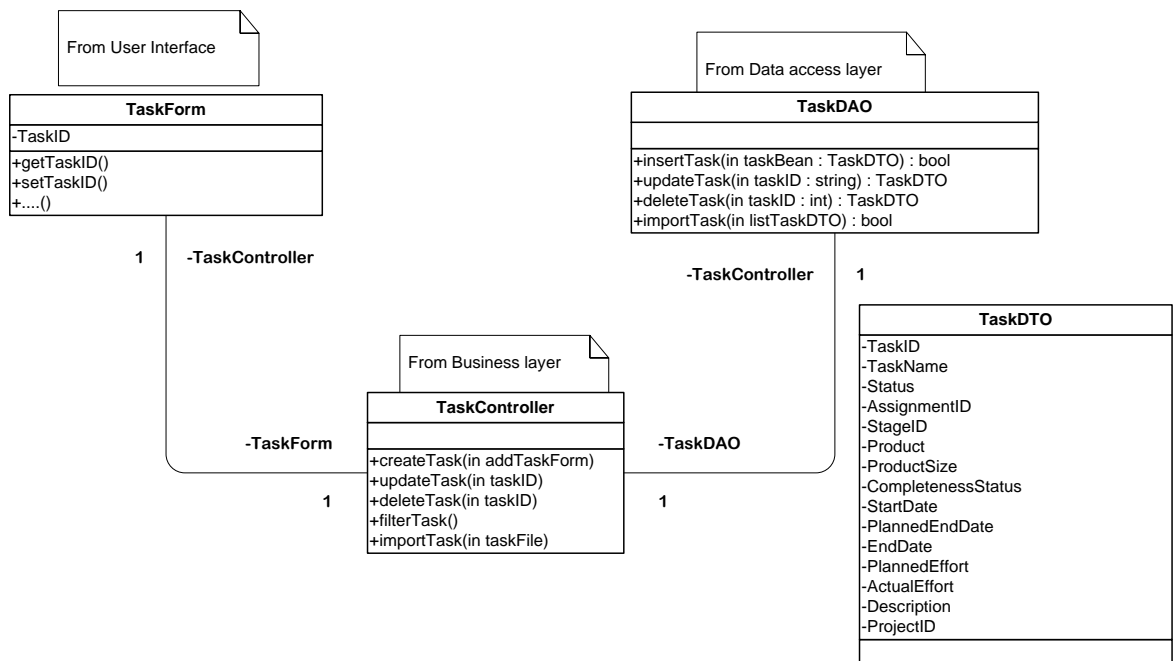 From User Interface
TaskForm
-TaskID
+getTaskID()
+setTaskID()
+....()
1
-TaskController
From Data access layer
TaskDAO
+insertTask(in taskBean : TaskDTO) : bool
+updateTask(in taskID : string) : TaskDTO
+deleteTask(in taskID : int) : TaskDTO
+importTask(in listTaskDTO) : bool
-TaskController
1
From Business layer
TaskController
+createTask(in addTaskForm)
+updateTask(in taskID)
+deleteTask(in taskID)
+filterTask()
+importTask(in taskFile)
-TaskForm
1
-TaskDAO
1
TaskDTO
-TaskID
-TaskName
-Status
-AssignmentID
-StageID
-Product
-ProductSize
-CompletenessStatus
-StartDate
-PlannedEndDate
-EndDate
-PlannedEffort
-ActualEffort
-Description
-ProjectID